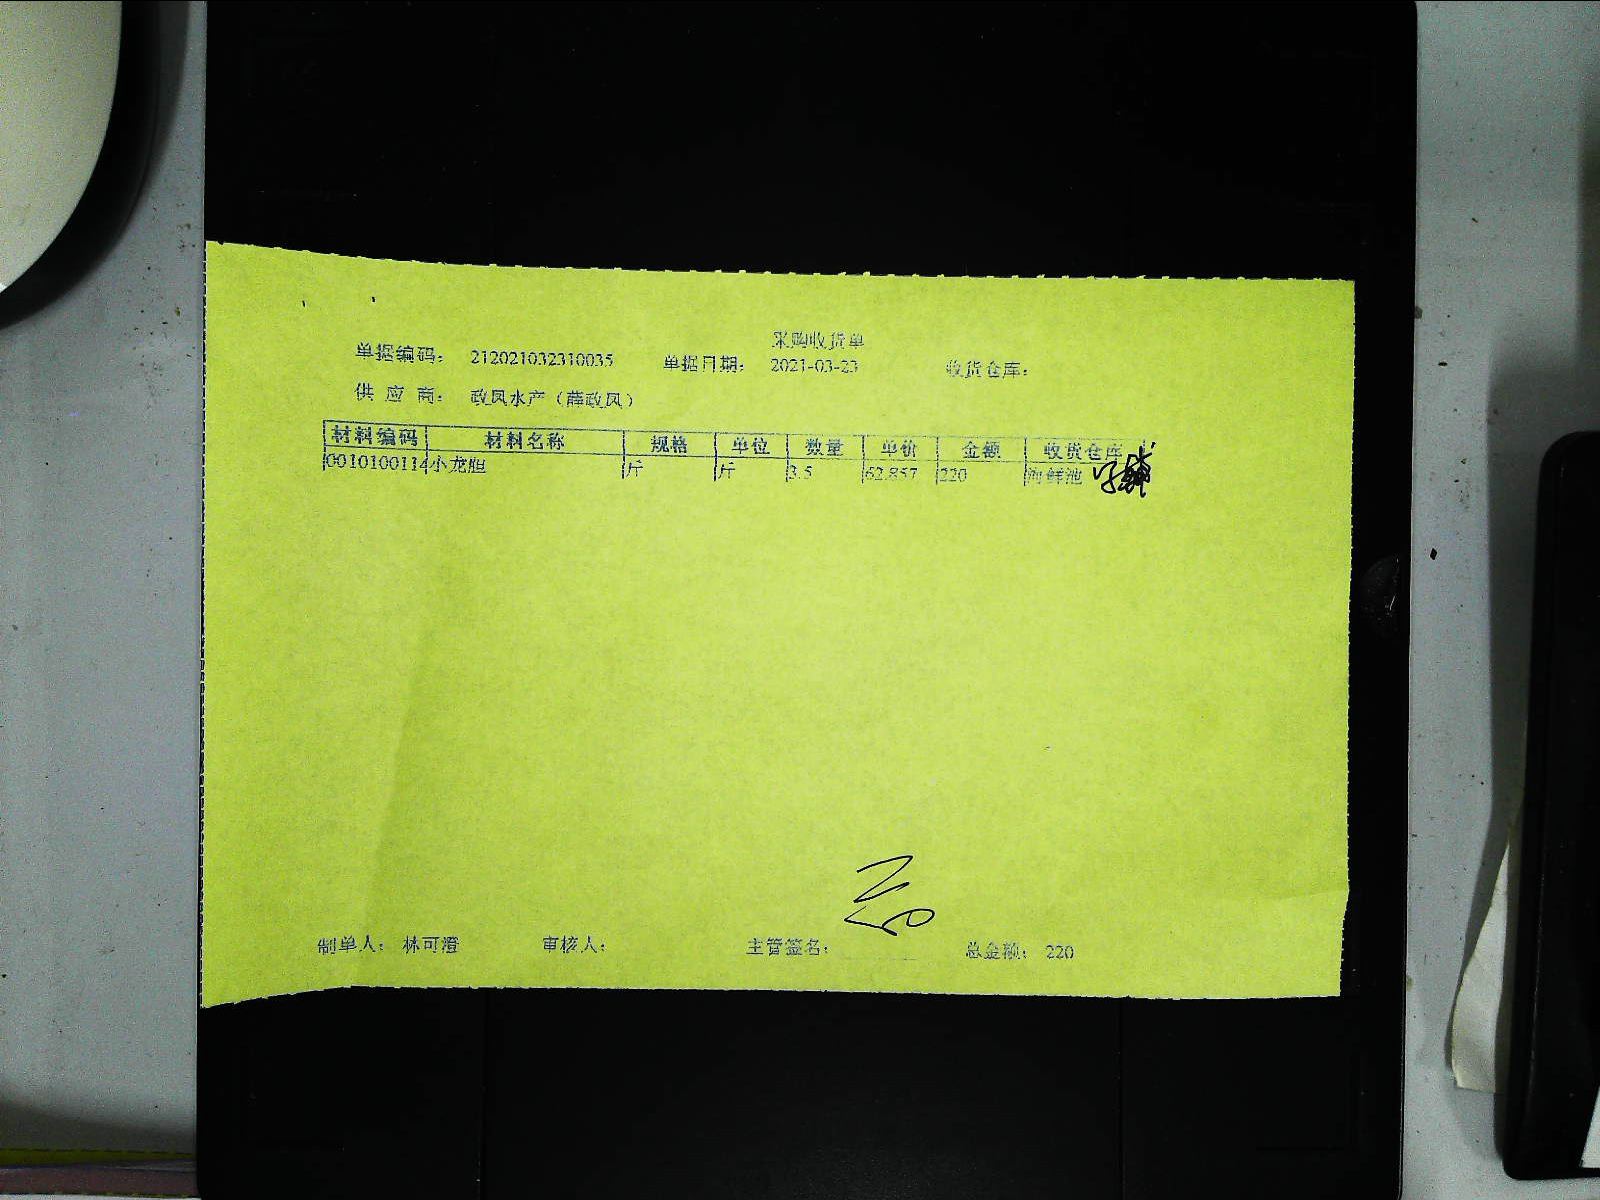 采购收货单
单据编码： 212021032310035 单据日期： 2021-03-23 收货仓库：
供 应 商： 政凤水产（薛政凤）
材料编码 材料名称 规格 单位 数量 单价 金额 收货仓库
0010100114 小龙胆 斤 斤 3.5 62.857 220 海鲜池
制单人： 林可澄 审核人： 主管签名： 总金额： 220